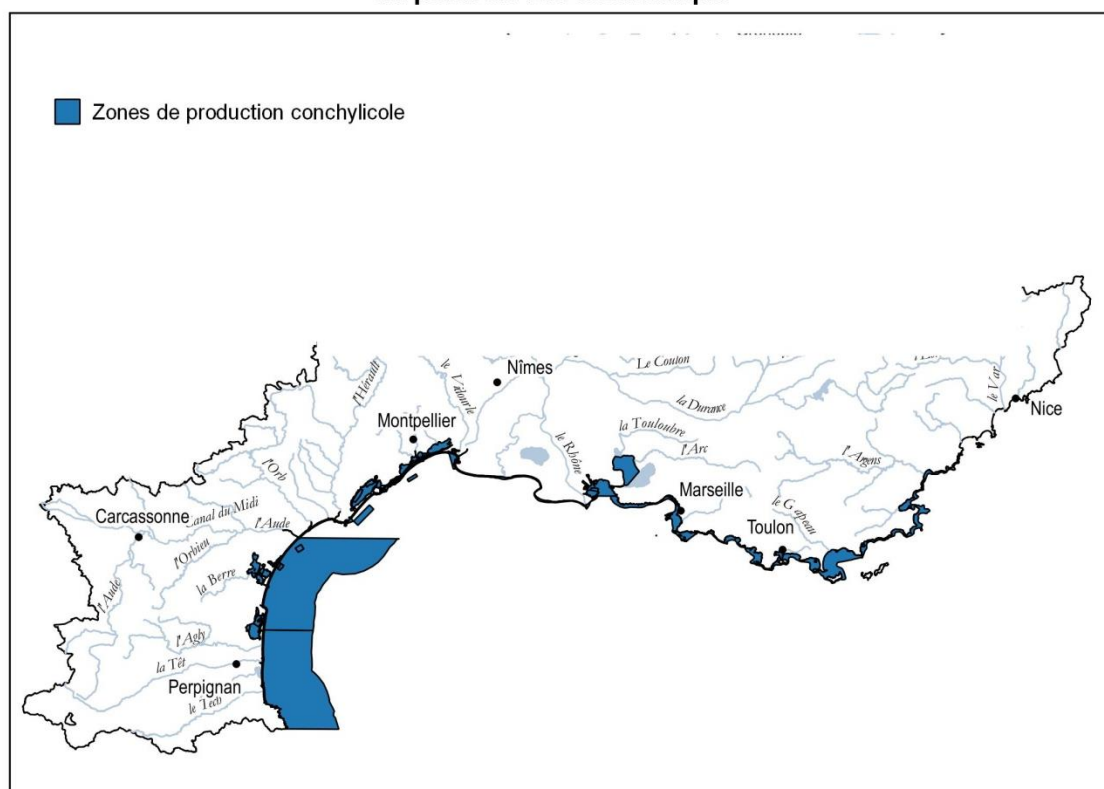 Zones de production conchylicole
Nîmes
le Vidourle
l'Hérault
Le Coulon
la Durance
le Var
Nice
Montpellier
la Touloubre
l'Arc
le Rhône
l'Orb
l'Argens
Marseille
Canal du Midi
Carcassonne
l'Aude
le Gapeau
Toulon
l'Orbieu
la Berre
l'Aude
l'Agly
la Têt
Perpignan
le Tech